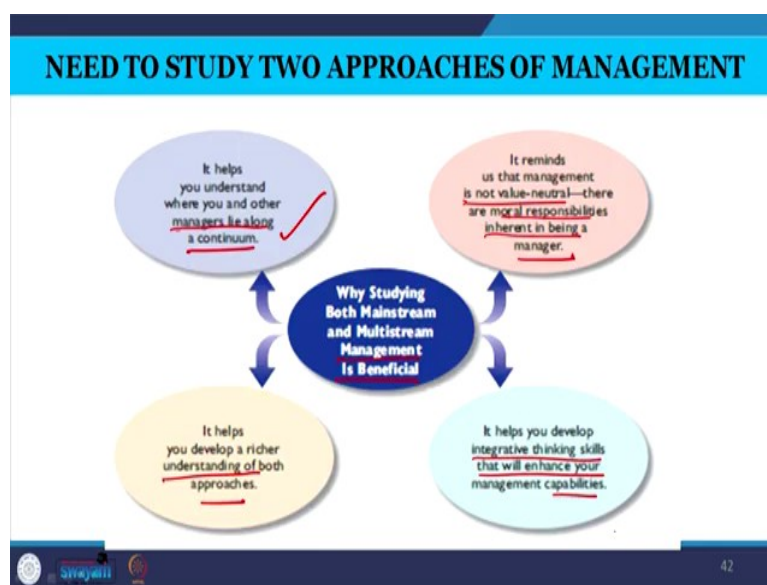 NEED TO STUDY TWO APPROACHES OF MANAGEMENT
It helps
you understand
where you and other
managers lie along
a continuum.
It reminds
us that management
is not value-neutral—there
are moral responsibilities
inherent in being a
manager.
Why Studying
Both Mainstream
and Multistream
Management
Is Beneficial
It helps
you develop a richer
understanding of both
approaches.
It helps you develop
integrative thinking skills
that will enhance your
management capabilities.
swayam
42